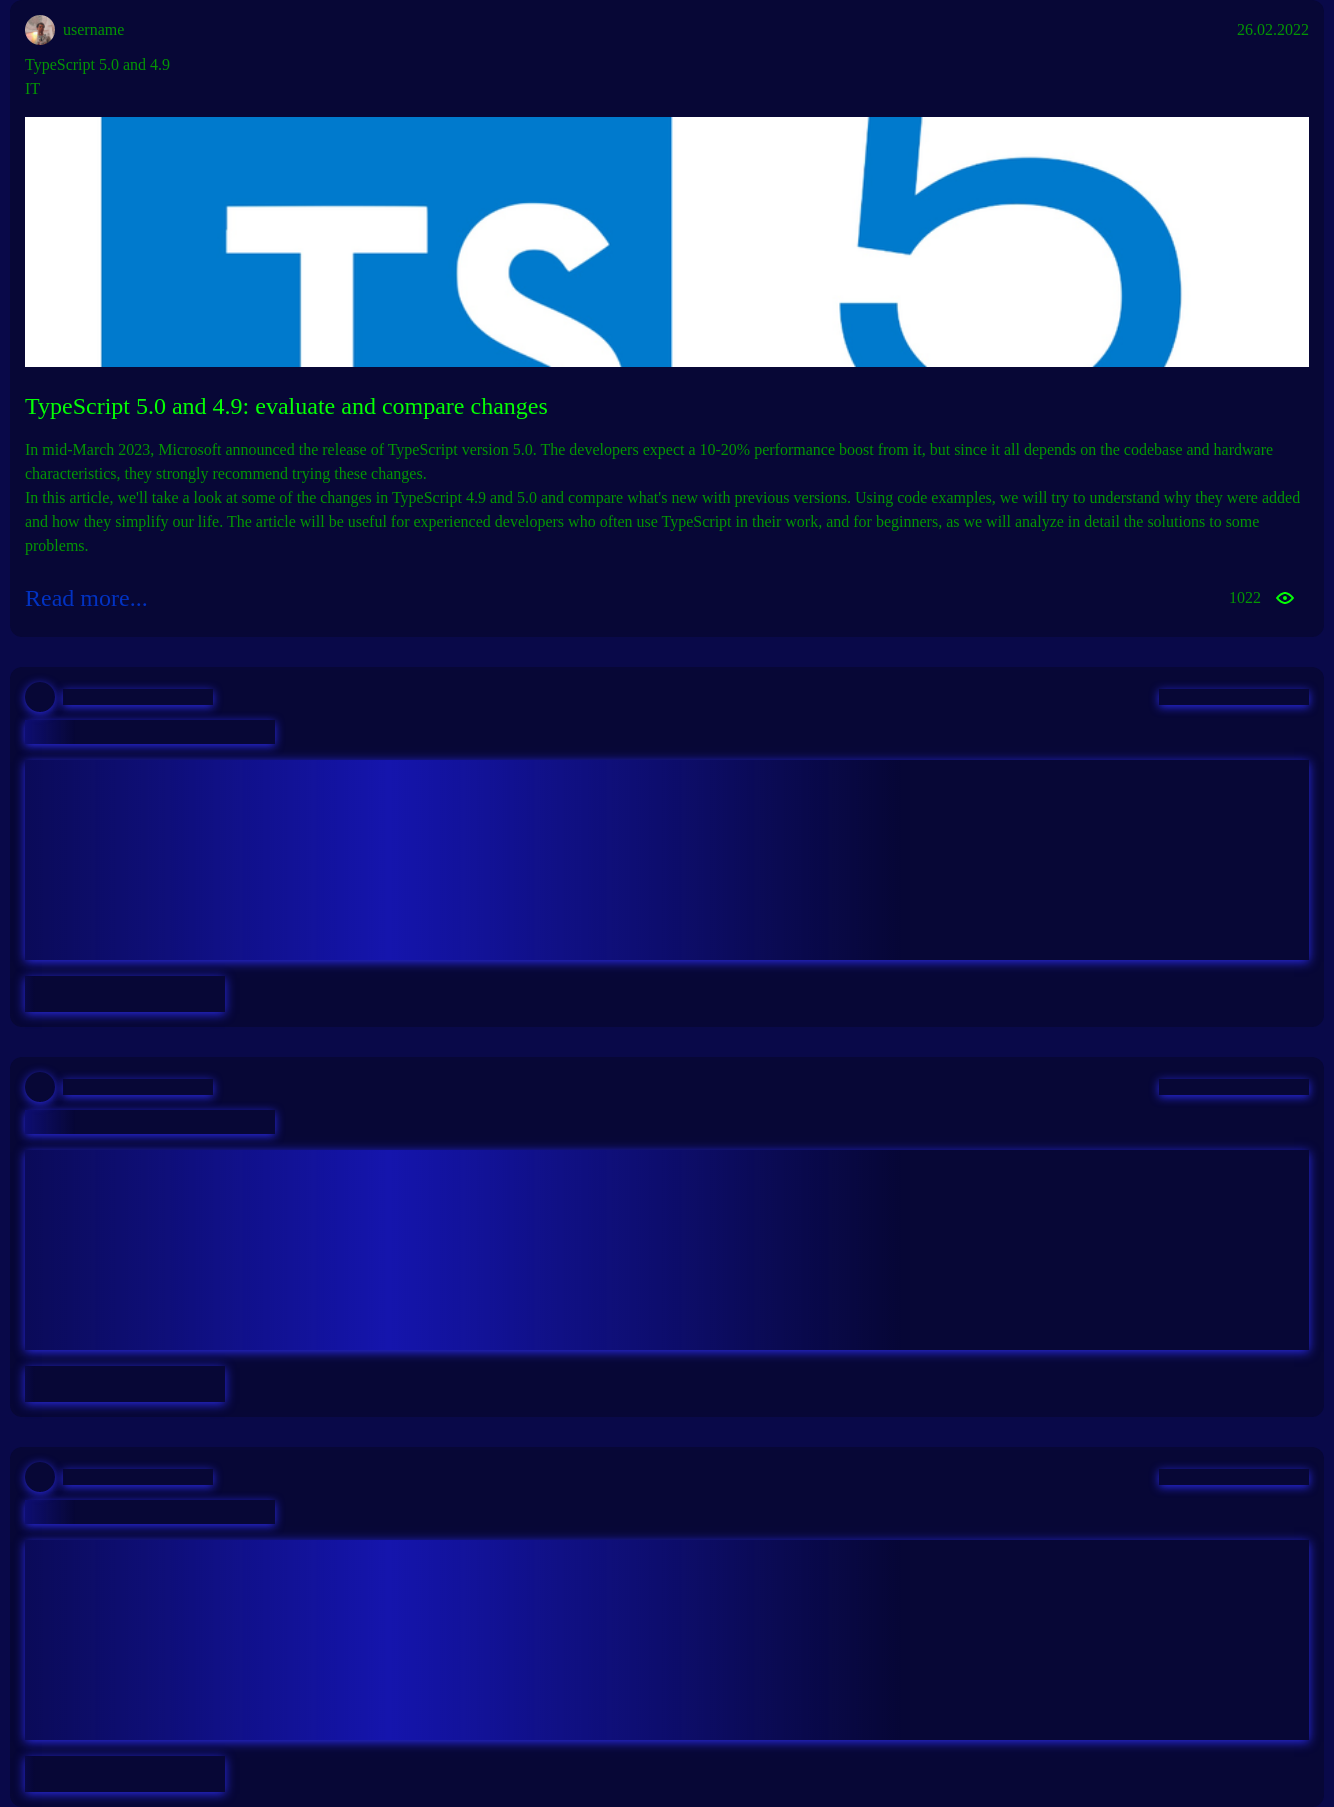 username
26.02.2022
TypeScript 5.0 and 4.9
IT
TS 5
TypeScript 5.0 and 4.9: evaluate and compare changes
In mid-March 2023, Microsoft announced the release of TypeScript version 5.0. The developers expect a 10-20% performance boost from it, but since it all depends on the codebase and hardware
characteristics, they strongly recommend trying these changes.
In this article, we'll take a look at some of the changes in TypeScript 4.9 and 5.0 and compare what's new with previous versions. Using code examples, we will try to understand why they were added
and how they simplify our life. The article will be useful for experienced developers who often use TypeScript in their work, and for beginners, as we will analyze in detail the solutions to some
problems.
Read more...
1022